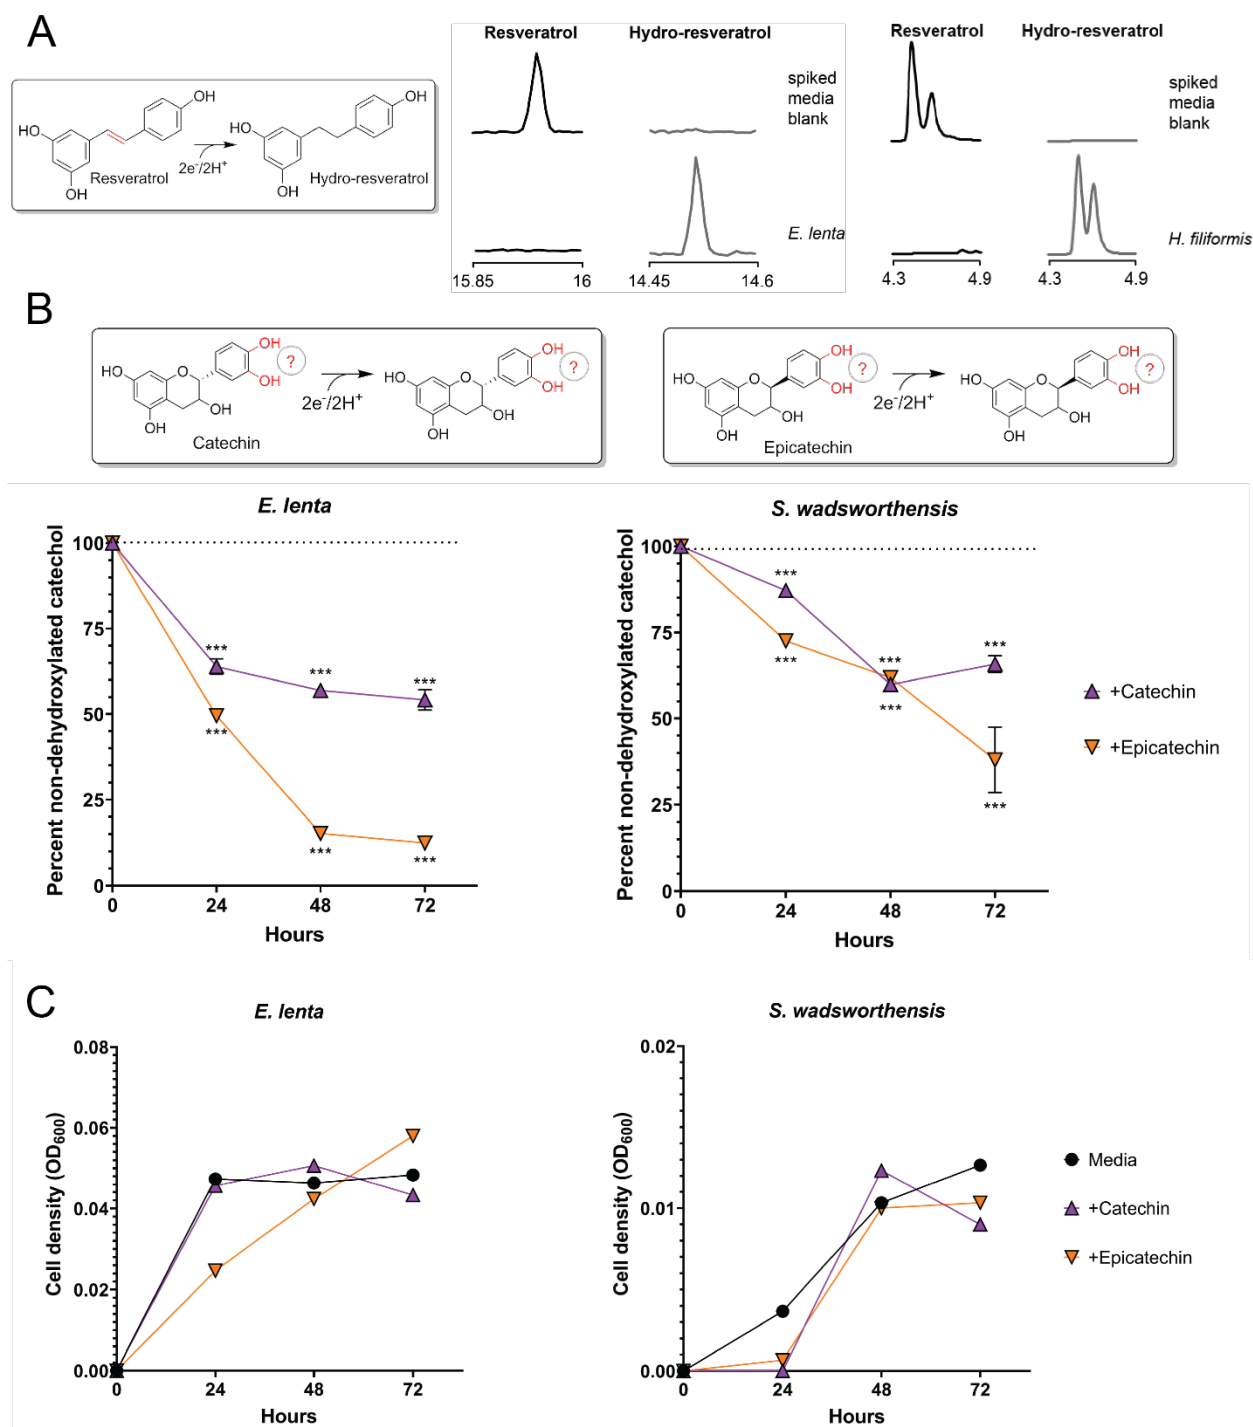 A
Resveratrol Hydro-resveratrol
spiked
media
blank
E. lenta
15.85 16 14.45 14.6
Resveratrol Hydro-resveratrol
spiked
media
blank
H. filiformis
4.3 4.9 4.3 4.9
OH
HO
OH
Resveratrol
2e⁻/2H⁺
OH
HO
OH
Hydro-resveratrol
B
OH
OH
?
HO
O
OH
OH
Catechin
2e⁻/2H⁺
OH
OH
?
HO
O
OH
OH
OH
OH
?
HO
O
OH
OH
Epicatechin
2e⁻/2H⁺
OH
OH
?
HO
O
OH
OH
E. lenta
Percent non-dehydroxylated catechol
100
75
50
25
0
*** *** ***
*** *** ***
0 24 48 72
Hours
S. wadsworthensis
Percent non-dehydroxylated catechol
100
75
50
25
0
*** *** ***
*** *** ***
0 24 48 72
Hours
+Catechin
+Epicatechin
C
E. lenta
Cell density (OD₆₀₀)
0.08
0.06
0.04
0.02
0.00
0 24 48 72
Hours
S. wadsworthensis
Cell density (OD₆₀₀)
0.02
0.01
0.00
0 24 48 72
Hours
Media
+Catechin
+Epicatechin